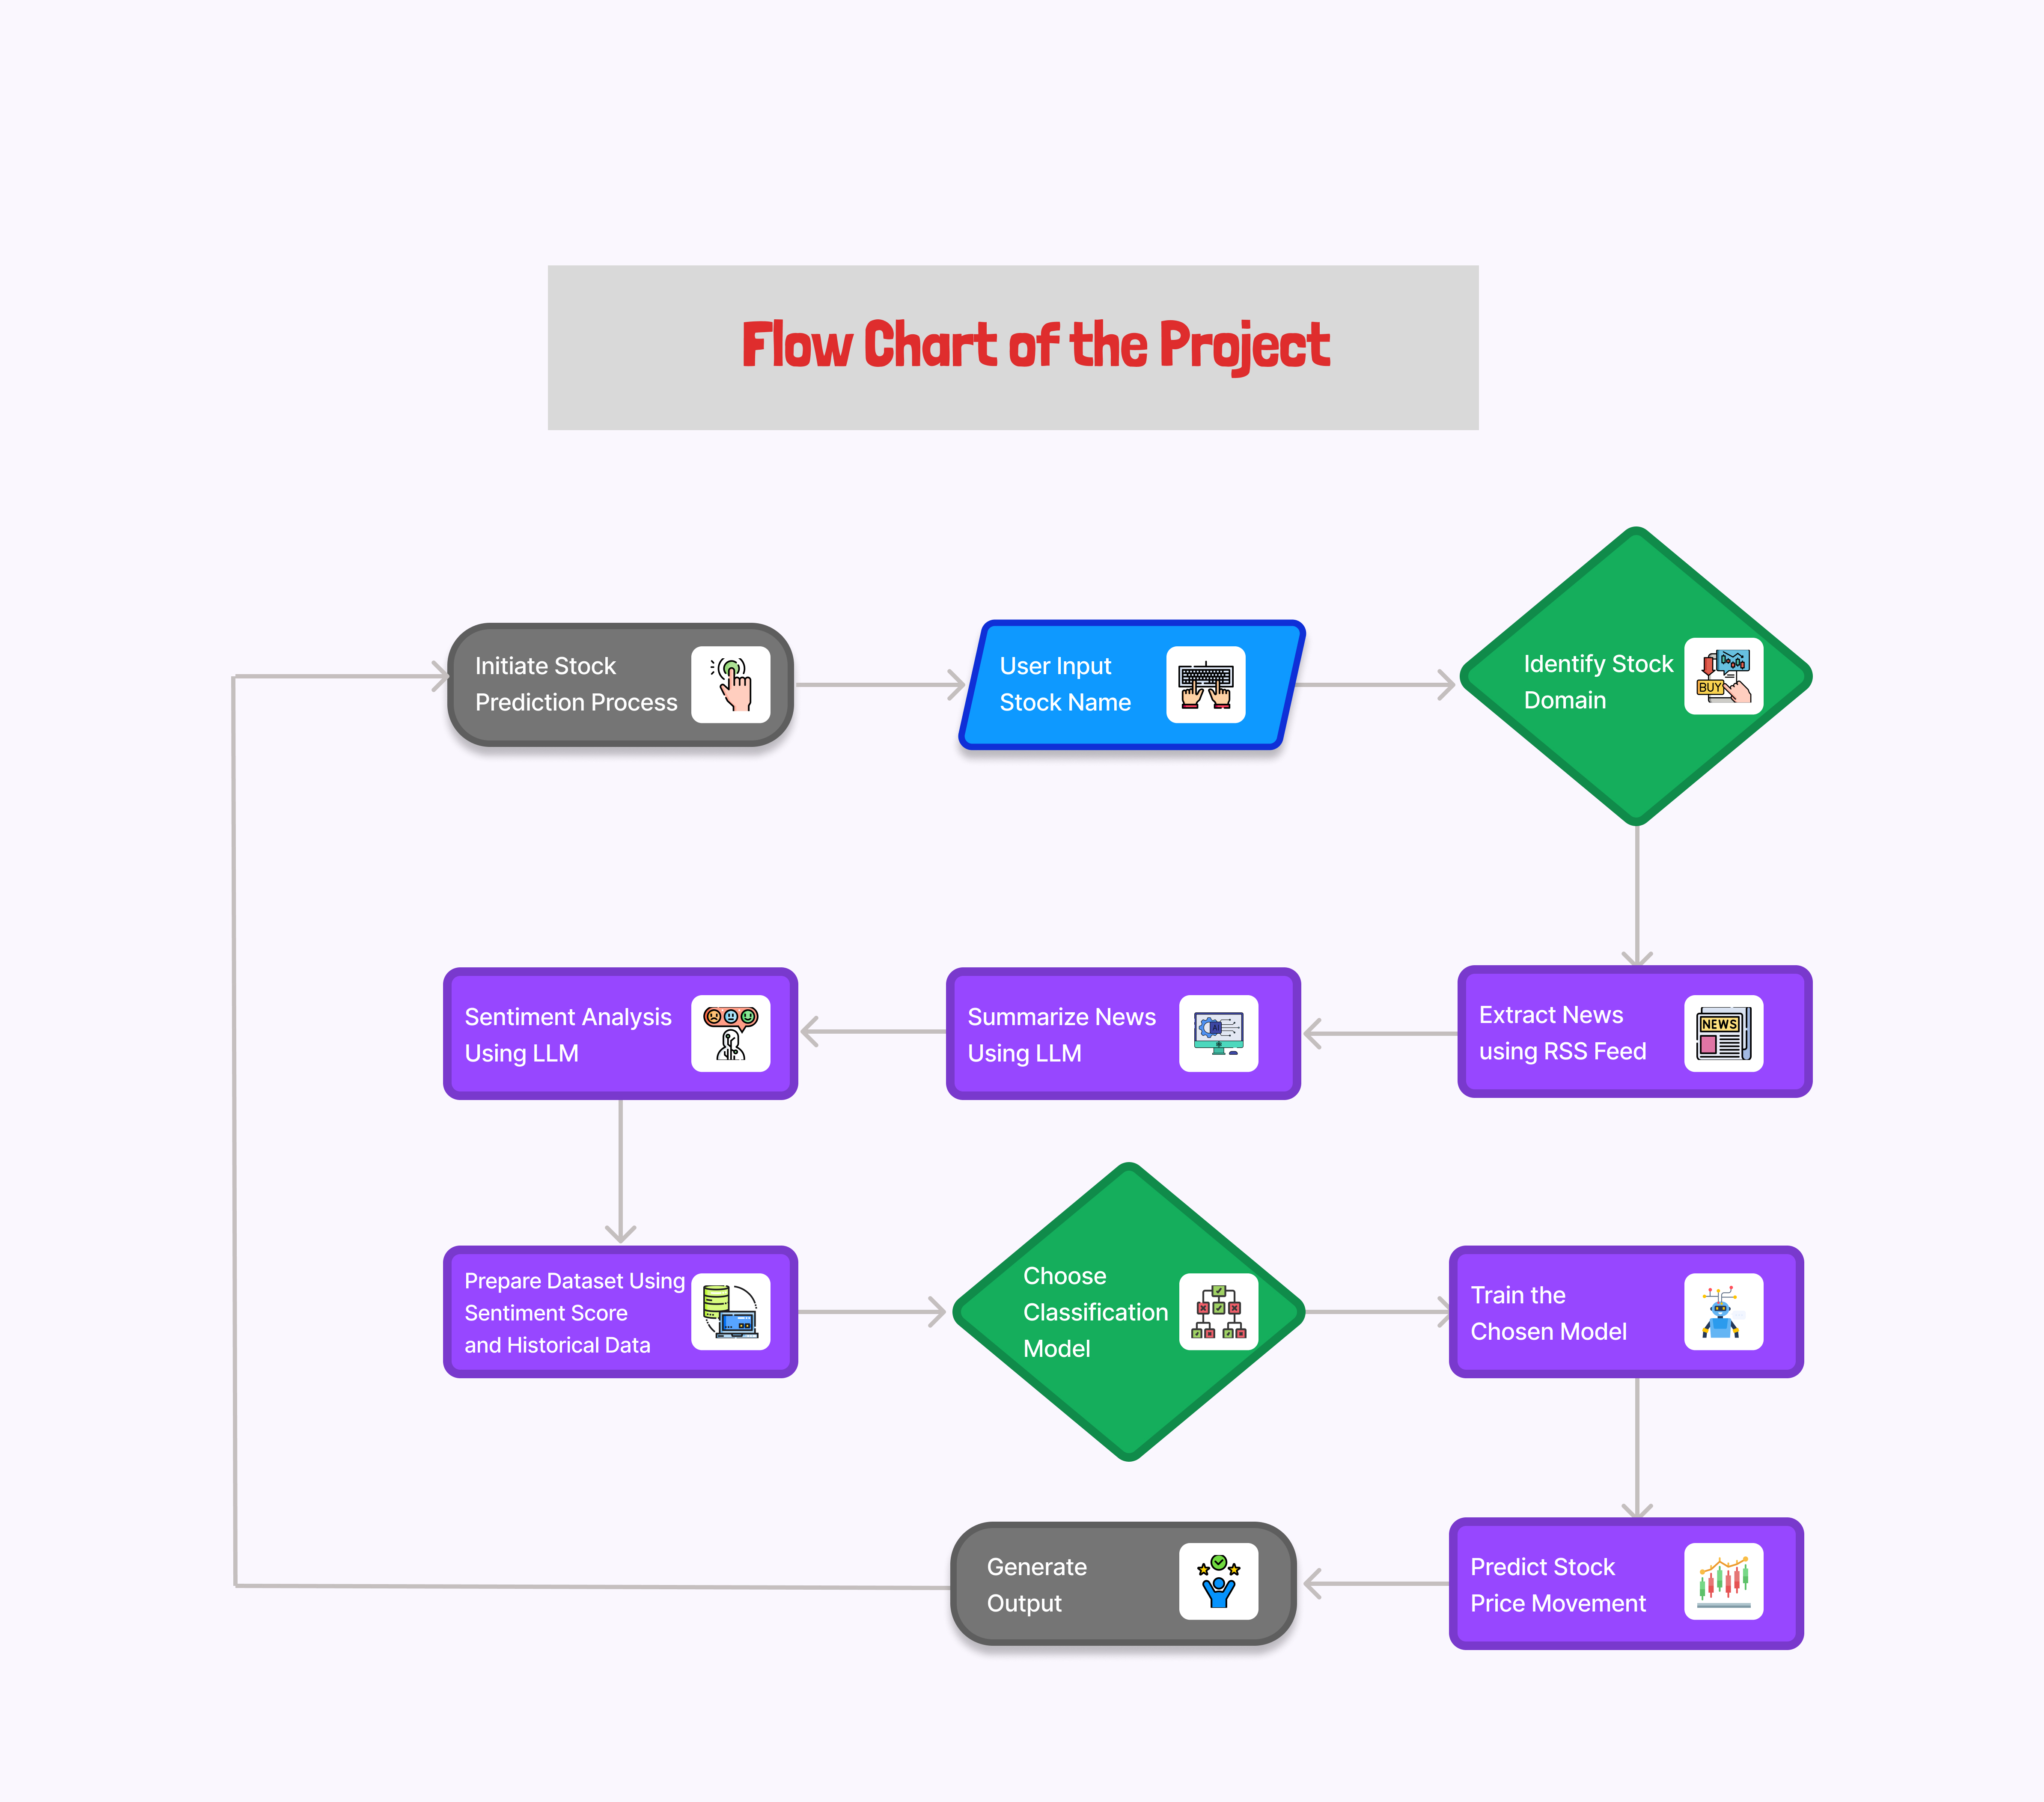 Flow Chart of the Project
Initiate Stock
Prediction Process
User Input
Stock Name
Identify Stock
Domain
BUY
Sentiment Analysis
Using LLM
Summarize News
Using LLM
AI
Extract News
using RSS Feed
NEWS
Prepare Dataset Using
Sentiment Score
and Historical Data
Choose
Classification
Model
Train the
Chosen Model
Generate
Output
Predict Stock
Price Movement